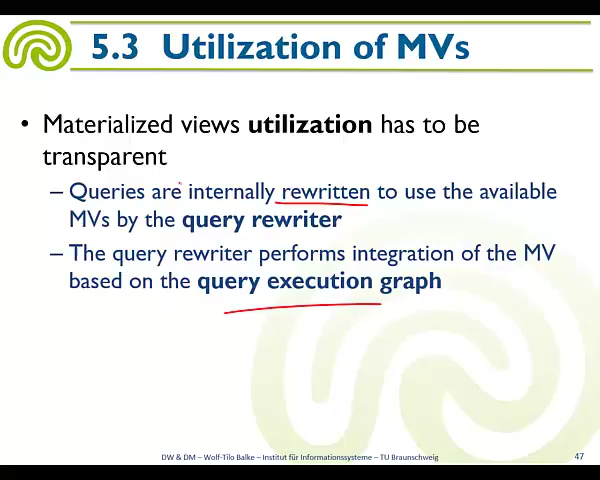 5.3 Utilization of MVs
• Materialized views utilization has to be
transparent
– Queries are internally rewritten to use the available
MVs by the query rewriter
– The query rewriter performs integration of the MV
based on the query execution graph
DW & DM – Wolf-Tilo Balke – Institut für Informationssysteme – TU Braunschweig
47